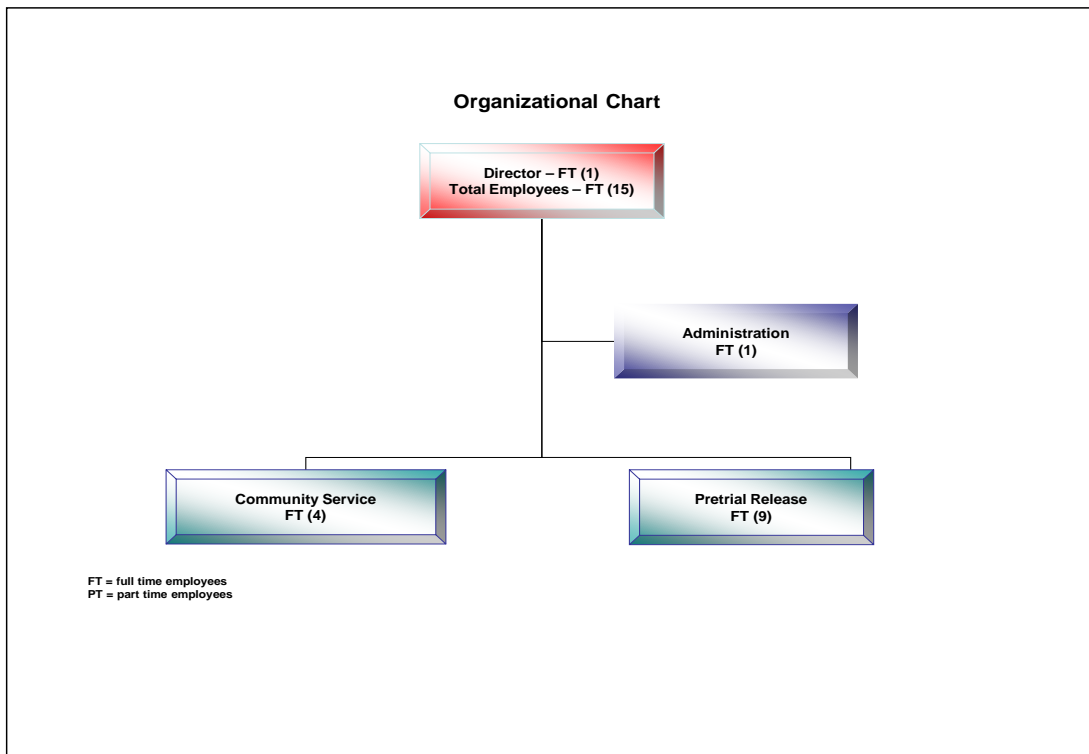 Organizational Chart
Director – FT (1)
Total Employees – FT (15)
Administration
FT (1)
Community Service
FT (4)
Pretrial Release
FT (9)
FT = full time employees
PT = part time employees